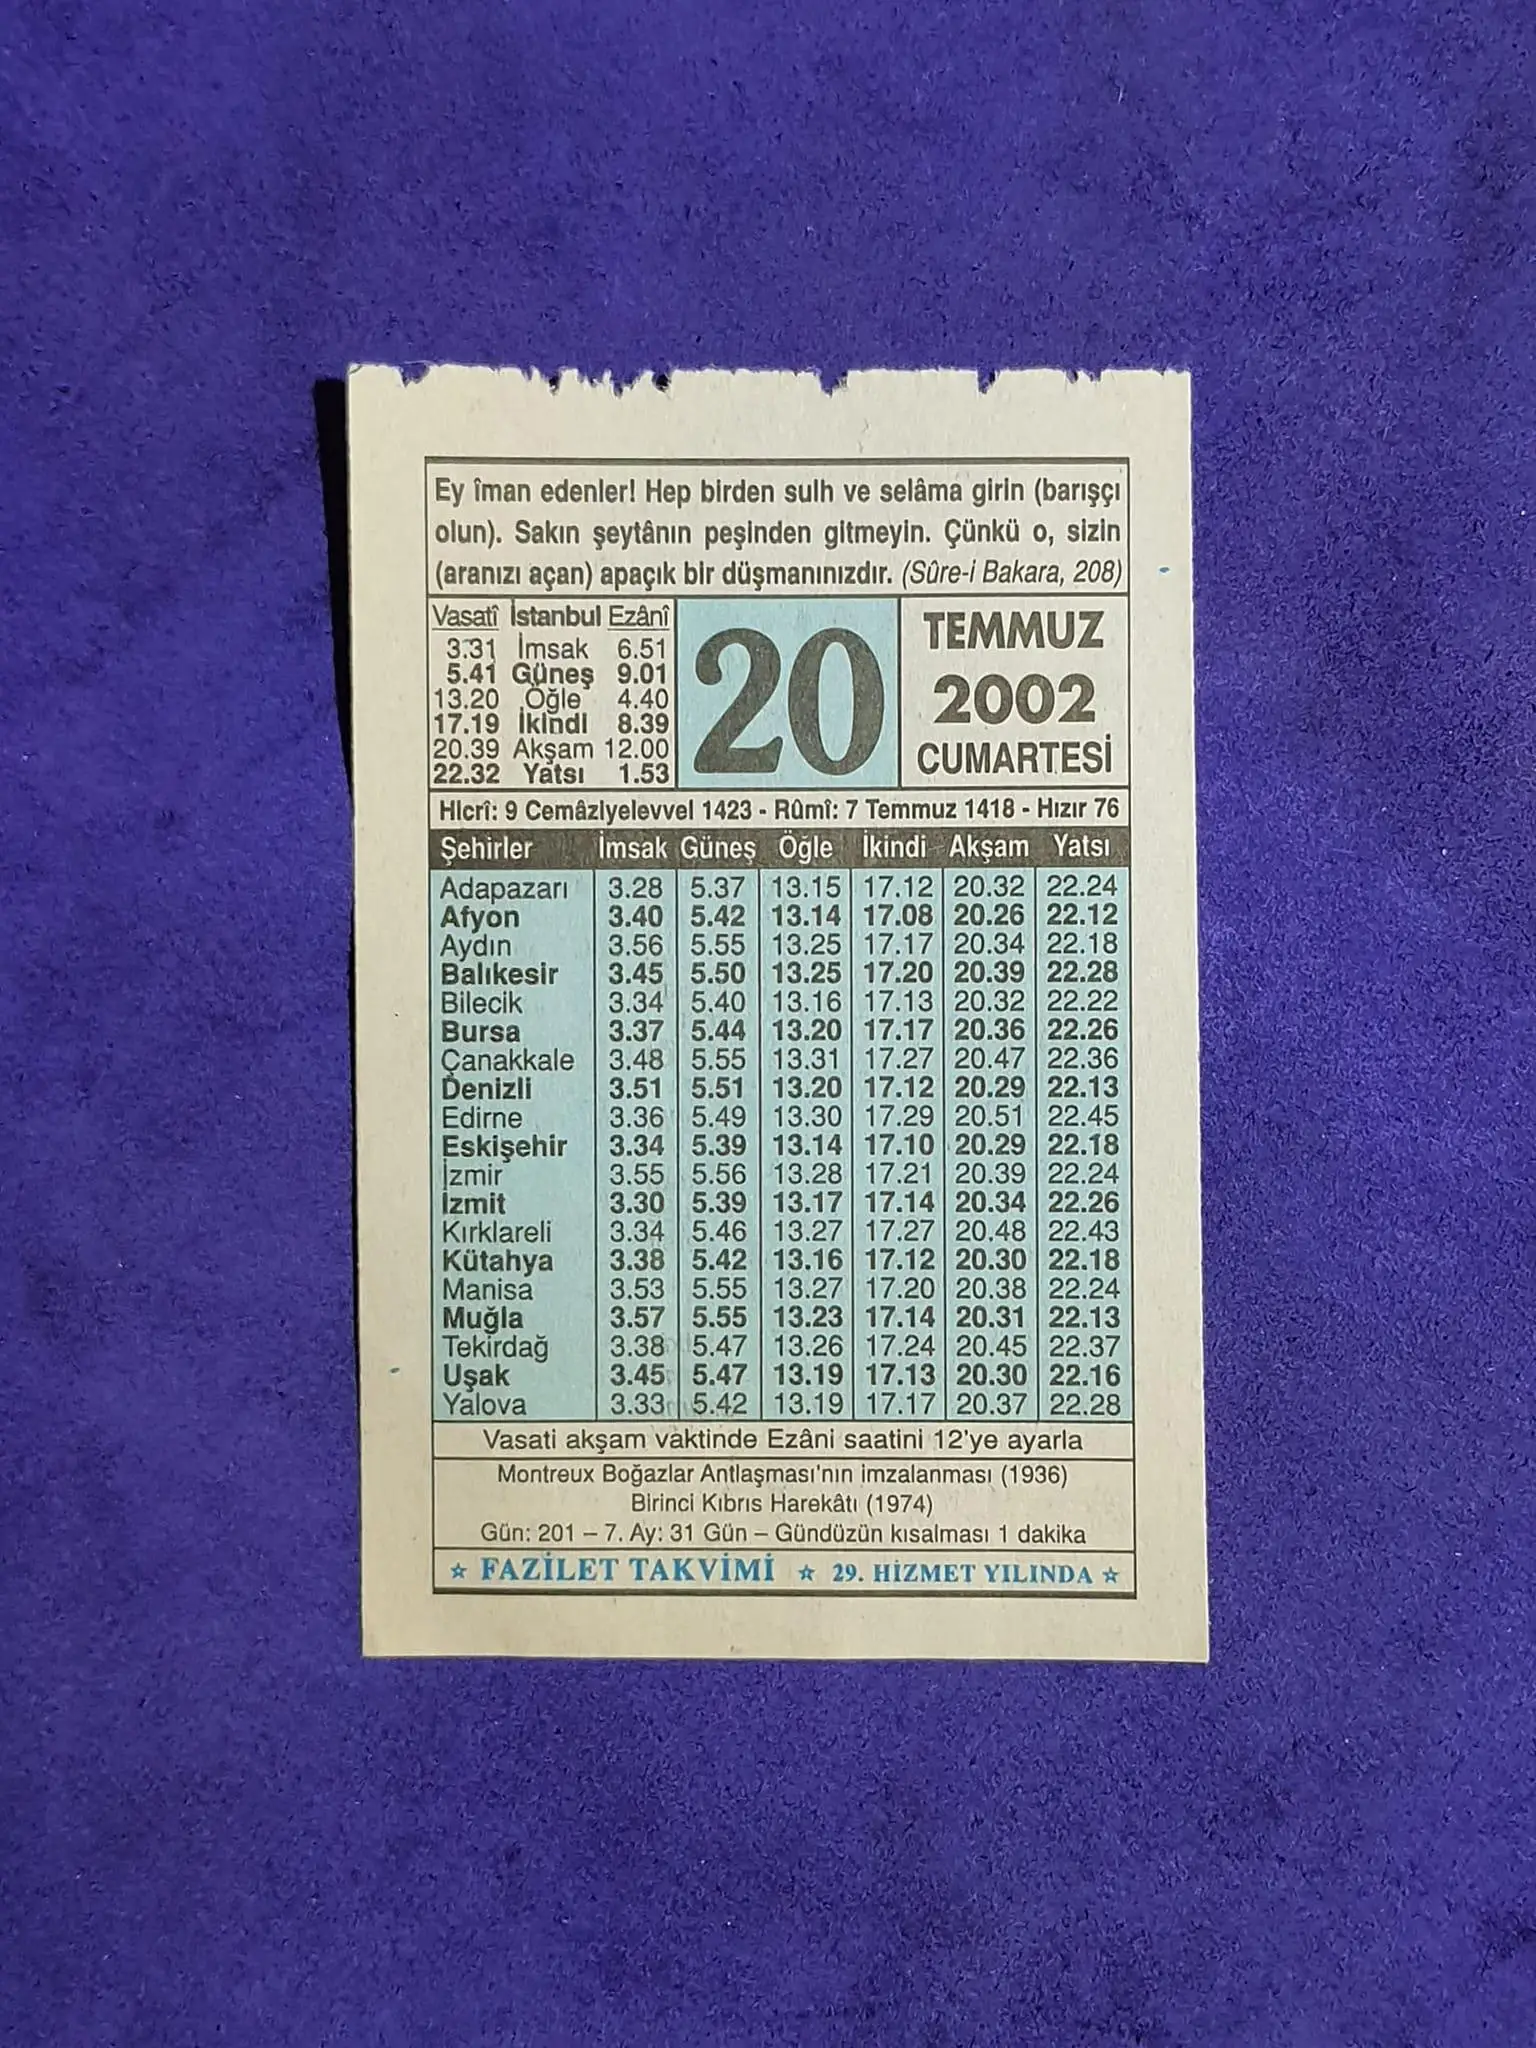 Ey îman edenler! Hep birden sulh ve selâma girin (barışçı
olun). Sakın şeytânın peşinden gitmeyin. Çünkü o, sizin
(aranızı açan) apaçık bir düşmanınızdır. (Sûre-i Bakara, 208)
Vasatî İstanbul Ezânî
3.31 İmsak 6.51
5.41 Güneş 9.01
13.20 Öğle 4.40
17.19 İkindi 8.39
20.39 Akşam 12.00
22.32 Yatsı 1.53
20
TEMMUZ
2002
CUMARTESİ
Hicrî: 9 Cemâziyelevvel 1423 - Rûmî: 7 Temmuz 1418 - Hızır 76
Şehirler İmsak Güneş Öğle İkindi Akşam Yatsı
Adapazarı 3.28 5.37 13.15 17.12 20.32 22.24
Afyon 3.40 5.42 13.14 17.08 20.26 22.12
Aydın 3.56 5.55 13.25 17.17 20.34 22.18
Balıkesir 3.45 5.50 13.25 17.20 20.39 22.28
Bilecik 3.34 5.40 13.16 17.13 20.32 22.22
Bursa 3.37 5.44 13.20 17.17 20.36 22.26
Çanakkale 3.48 5.55 13.31 17.27 20.47 22.36
Denizli 3.51 5.51 13.20 17.12 20.29 22.13
Edirne 3.36 5.49 13.30 17.29 20.51 22.45
Eskişehir 3.34 5.39 13.14 17.10 20.29 22.18
İzmir 3.55 5.56 13.28 17.21 20.39 22.24
İzmit 3.30 5.39 13.17 17.14 20.34 22.26
Kırklareli 3.34 5.46 13.27 17.27 20.48 22.43
Kütahya 3.38 5.42 13.16 17.12 20.30 22.18
Manisa 3.53 5.55 13.27 17.20 20.38 22.24
Muğla 3.57 5.55 13.23 17.14 20.31 22.13
Tekirdağ 3.38 5.47 13.26 17.24 20.45 22.37
Uşak 3.45 5.47 13.19 17.13 20.30 22.16
Yalova 3.33 5.42 13.19 17.17 20.37 22.28
Vasati akşam vaktinde Ezâni saatini 12'ye ayarla
Montreux Boğazlar Antlaşması'nın imzalanması (1936)
Birinci Kıbrıs Harekâtı (1974)
Gün: 201 – 7. Ay: 31 Gün – Gündüzün kısalması 1 dakika
☆ FAZİLET TAKVİMİ ☆ 29. HİZMET YILINDA ☆